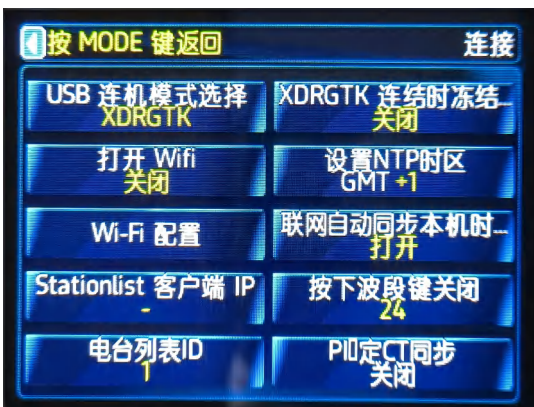 按 MODE 键返回
连接
USB 连机模式选择
XDRGTK
XDRGTK 连结时冻结...
关闭
打开 Wifi
关闭
设置NTP时区
GMT +1
Wi-Fi 配置
联网自动同步本机时...
打开
Stationlist 客户端 IP
-
按下波段键关闭
24
电台列表ID
1
PI定CT同步
关闭